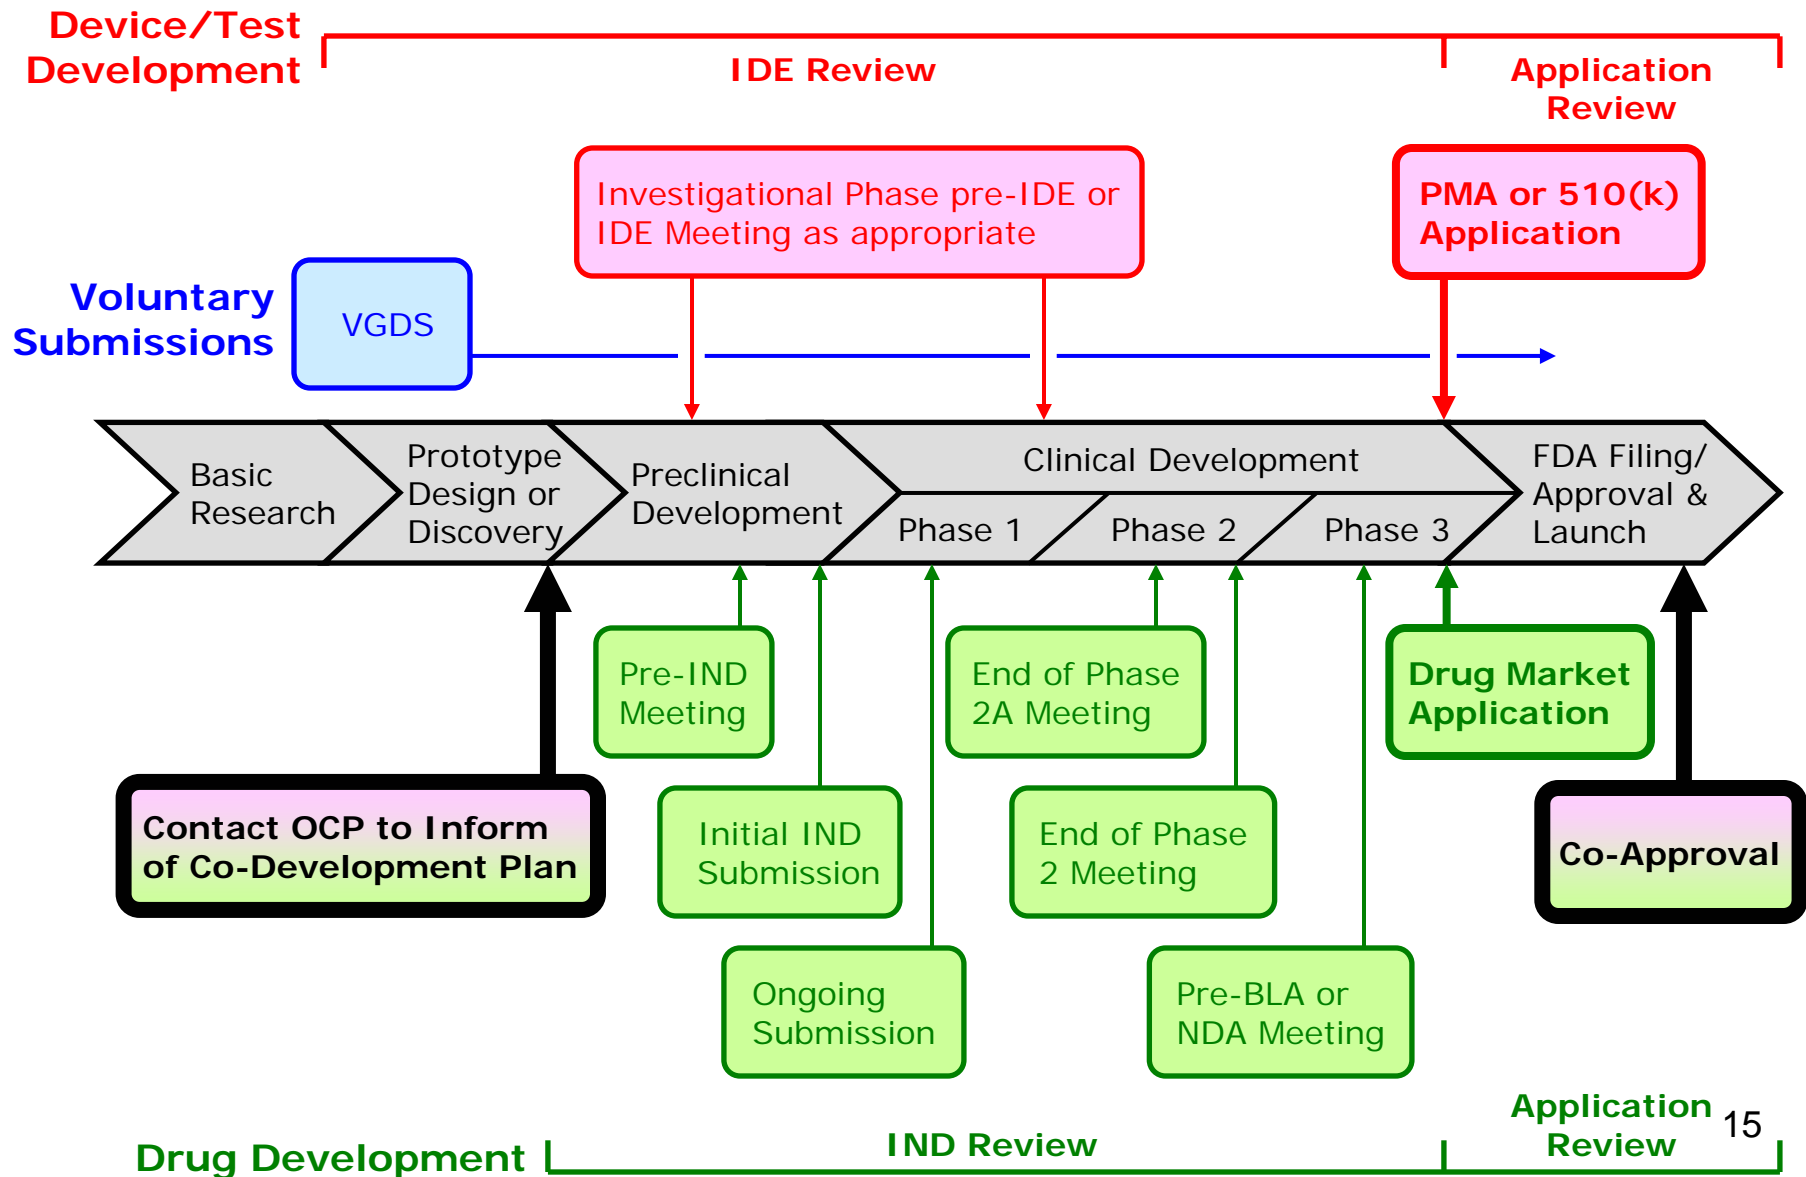 Device/Test
Development
IDE Review
Application
Review
Investigational Phase pre-IDE or
IDE Meeting as appropriate
PMA or 510(k)
Application
Voluntary
Submissions
VGDS
Basic
Research
Prototype
Design or
Discovery
Preclinical
Development
Clinical Development
Phase 1
Phase 2
Phase 3
FDA Filing/
Approval &
Launch
Pre-IND
Meeting
End of Phase
2A Meeting
Drug Market
Application
Contact OCP to Inform
of Co-Development Plan
Initial IND
Submission
End of Phase
2 Meeting
Co-Approval
Ongoing
Submission
Pre-BLA or
NDA Meeting
Drug Development
IND Review
Application
Review
15